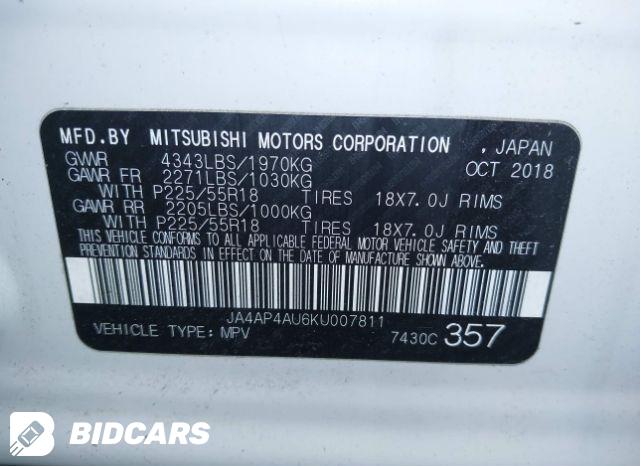 MFD.BY MITSUBISHI MOTORS CORPORATION , JAPAN
GVWR 4343LBS/1970KG OCT 2018
GAWR FR 2271LBS/1030KG
WITH P225/55R18 TIRES 18X7.0J RIMS
GAWR RR 2205LBS/1000KG
WITH P225/55R18 TIRES 18X7.0J RIMS
THIS VEHICLE CONFORMS TO ALL APPLICABLE FEDERAL MOTOR VEHICLE SAFETY AND THEFT
PREVENTION STANDARDS IN EFFECT ON THE DATE OF MANUFACTURE SHOWN ABOVE.
JA4AP4AU6KU007811
VEHICLE TYPE: MPV 7430C 357
BIDCARS